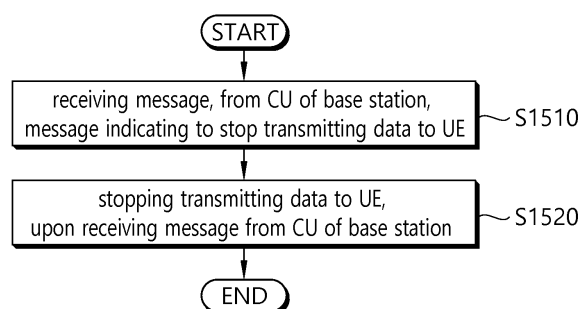 START
receiving message, from CU of base station,
message indicating to stop transmitting data to UE
S1510
stopping transmitting data to UE,
upon receiving message from CU of base station
S1520
END